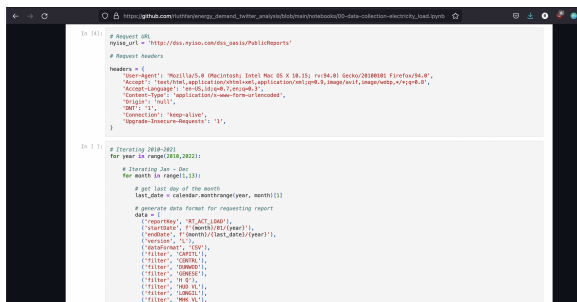 https://github.com/rluthfan/energy_demand_twitter_analysis/blob/main/notebooks/00-data-collection-electricity_load.ipynb
In [4]:
# Request URL
nyiso_url = 'http://dss.nyiso.com/dss_oasis/PublicReports'
# Request headers
headers = {
'User-Agent': 'Mozilla/5.0 (Macintosh; Intel Mac OS X 10.15; rv:94.0) Gecko/20100101 Firefox/94.0',
'Accept': 'text/html,application/xhtml+xml,application/xml;q=0.9,image/avif,image/webp,*/*;q=0.8',
'Accept-Language': 'en-US,id;q=0.7,en;q=0.3',
'Content-Type': 'application/x-www-form-urlencoded',
'Origin': 'null',
'DNT': '1',
'Connection': 'keep-alive',
'Upgrade-Insecure-Requests': '1',
}
In [ ]:
# Iterating 2010-2021
for year in range(2010,2022):
# Iterating Jan - Dec
for month in range(1,13):
# get last day of the month
last_date = calendar.monthrange(year, month)[1]
# generate data format for requesting report
data = [
('reportKey', 'RT_ACT_LOAD'),
('startDate', f'{month}/01/{year}'),
('endDate', f'{month}/{last_date}/{year}'),
('version', 'L'),
('dataFormat', 'CSV'),
('filter', 'CAPITL'),
('filter', 'CENTRL'),
('filter', 'DUNWOD'),
('filter', 'GENESE'),
('filter', 'H Q'),
('filter', 'HUD VL'),
('filter', 'LONGIL'),
('filter', 'MHK VL'),